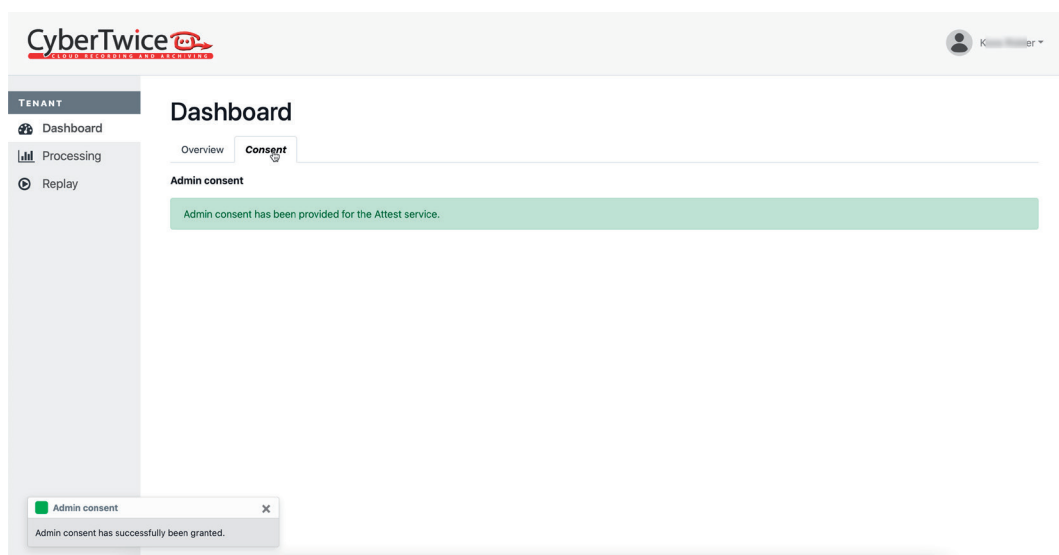 CyberTwice
CLOUD RECORDING AND ARCHIVING
TENANT
Dashboard
Processing
Replay
Dashboard
Overview Consent
Admin consent
Admin consent has been provided for the Attest service.
Admin consent
Admin consent has successfully been granted.